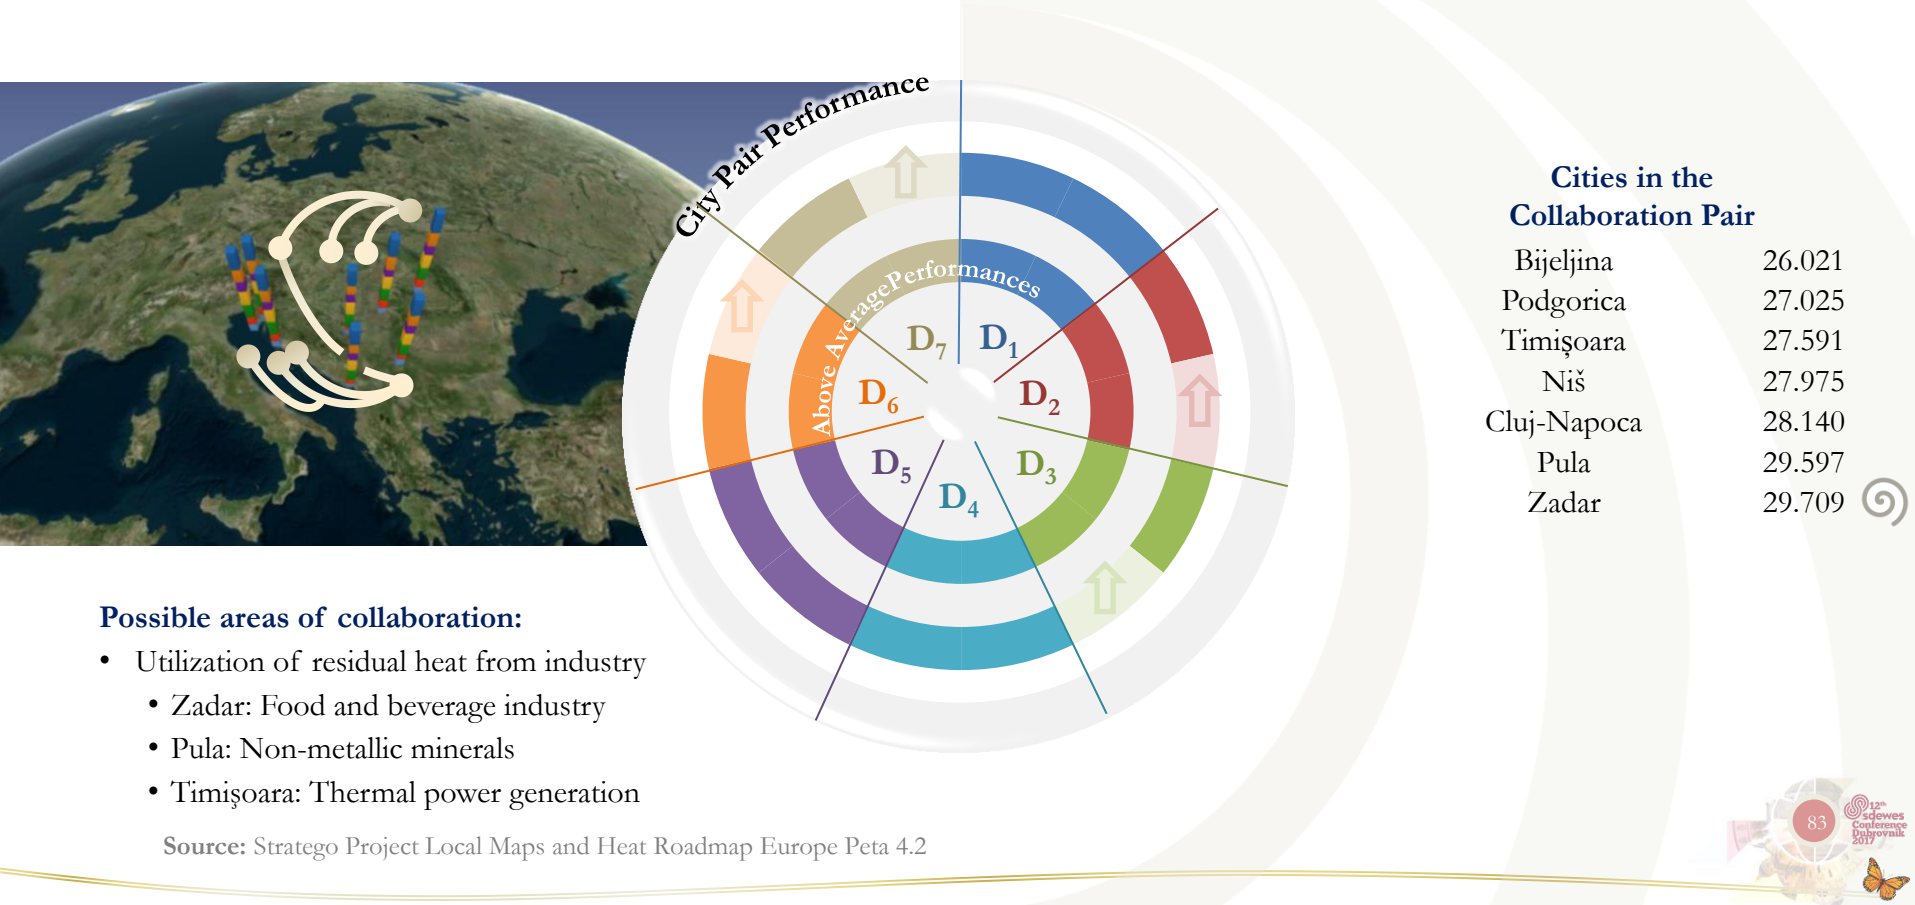 City Pair Performance
Above Average Performances
D1
D2
D3
D4
D5
D6
D7
Cities in the
Collaboration Pair
Bijeljina 26.021
Podgorica 27.025
Timişoara 27.591
Niš 27.975
Cluj-Napoca 28.140
Pula 29.597
Zadar 29.709
Possible areas of collaboration:
• Utilization of residual heat from industry
• Zadar: Food and beverage industry
• Pula: Non-metallic minerals
• Timişoara: Thermal power generation
Source: Stratego Project Local Maps and Heat Roadmap Europe Peta 4.2
83
12th
sdewes
Conference
Dubrovnik
2017